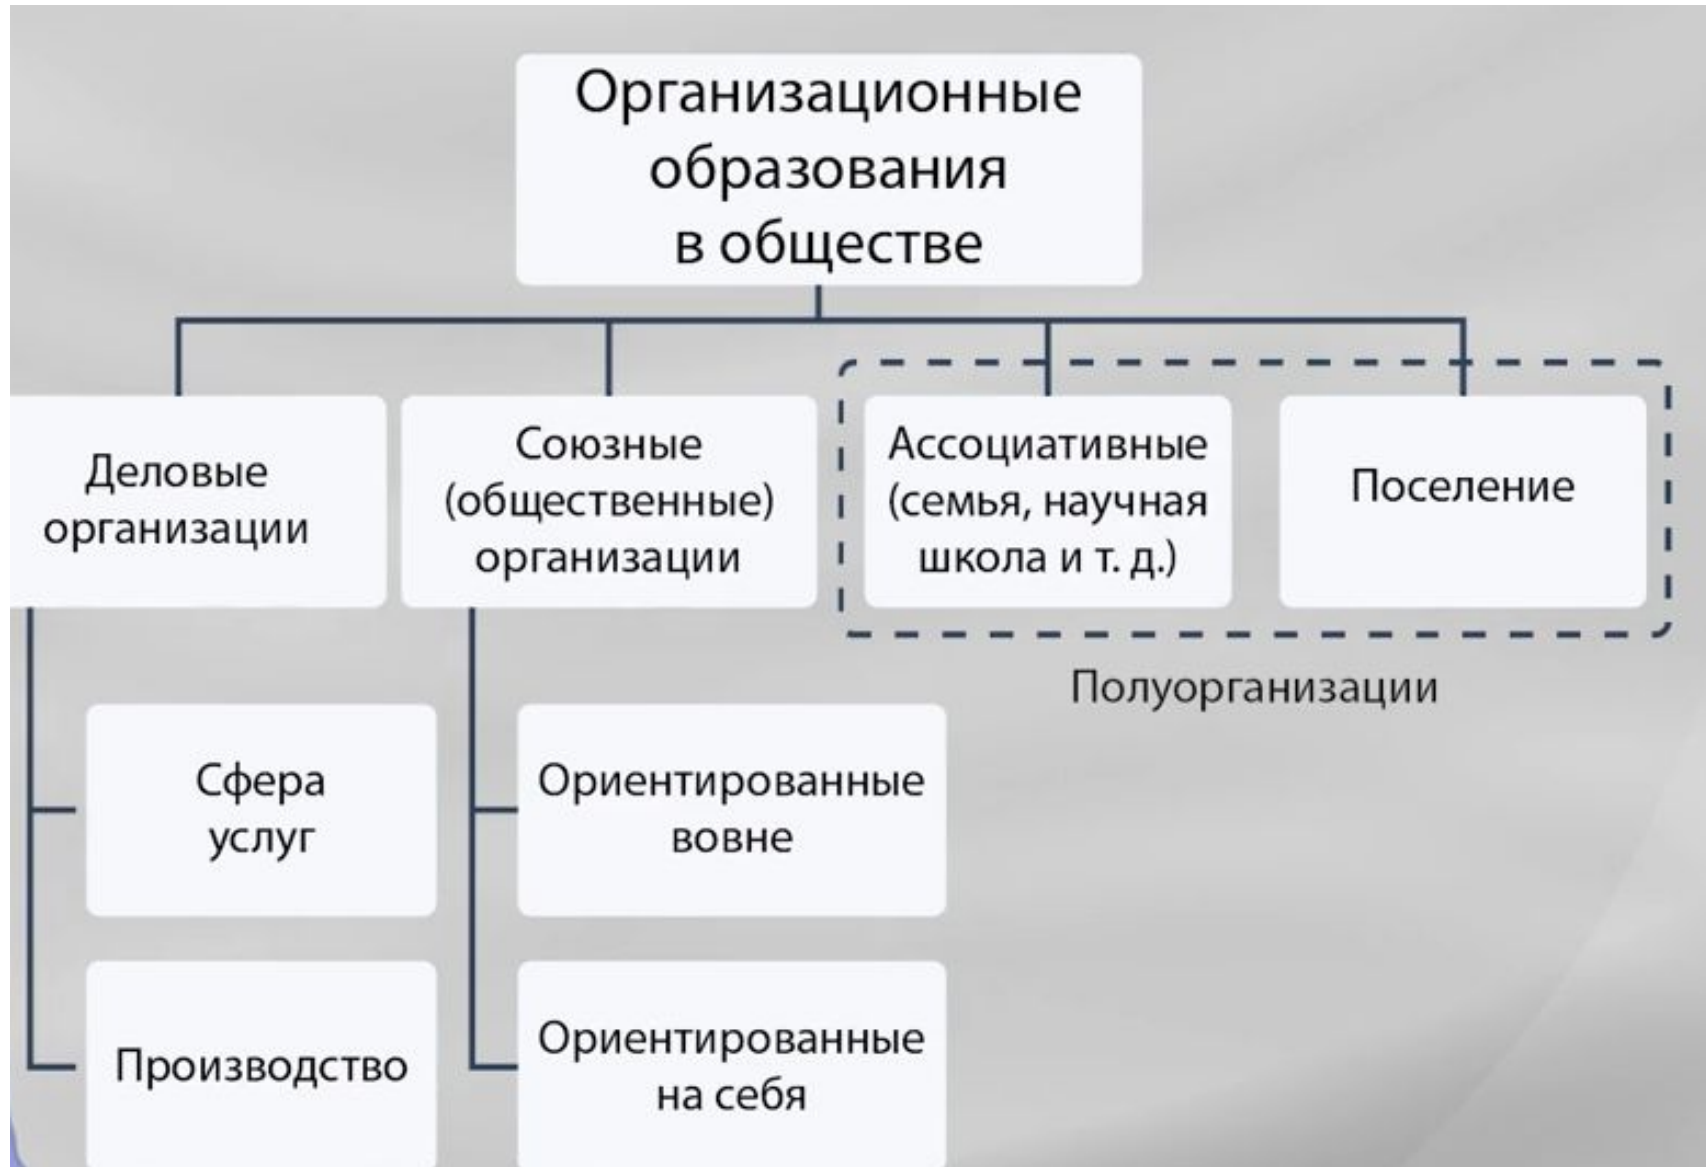 Организационные
образования
в обществе
Деловые
организации
Союзные
(общественные)
организации
Ассоциативные
(семья, научная
школа и т. д.)
Поселение
Полуорганизации
Сфера
услуг
Ориентированные
вовне
Производство
Ориентированные
на себя